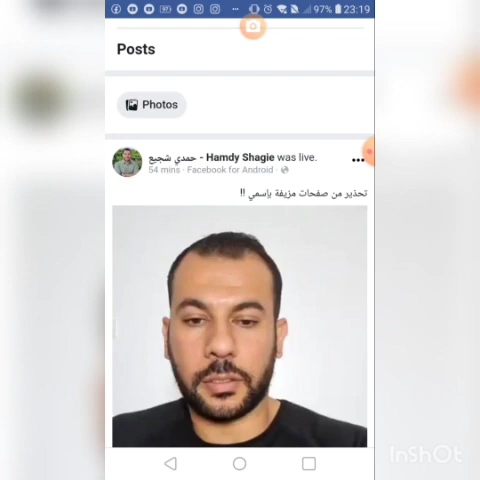 97% 23:19
Posts
Photos
حمدي شجيع - Hamdy Shagie was live.
54 mins · Facebook for Android ·
تحذير من صفحات مزيفة بإسمي !!
InShOt